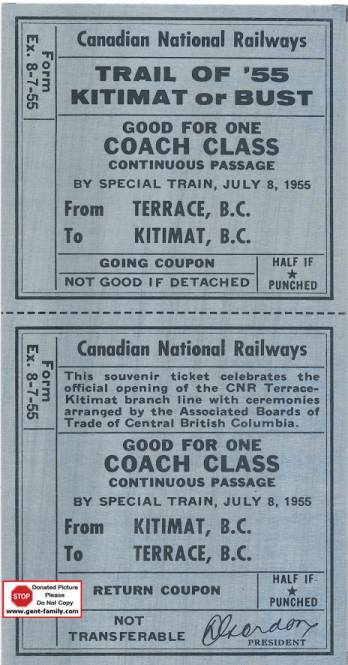 Form
Ex. 8-7-55
Canadian National Railways
TRAIL OF '55
KITIMAT or BUST
GOOD FOR ONE
COACH CLASS
CONTINUOUS PASSAGE
BY SPECIAL TRAIN, JULY 8, 1955
From TERRACE, B.C.
To KITIMAT, B.C.
GOING COUPON
NOT GOOD IF DETACHED
HALF IF
★
PUNCHED
Form
Ex. 8-7-55
Canadian National Railways
This souvenir ticket celebrates the
official opening of the CNR Terrace-
Kitimat branch line with ceremonies
arranged by the Associated Boards of
Trade of Central British Columbia.
GOOD FOR ONE
COACH CLASS
CONTINUOUS PASSAGE
BY SPECIAL TRAIN, JULY 8, 1955
From KITIMAT, B.C.
To TERRACE, B.C.
RETURN COUPON
HALF IF
★
PUNCHED
NOT
TRANSFERABLE
PRESIDENT
STOP
Donated Picture
Please
Do Not Copy
www.gent-family.com